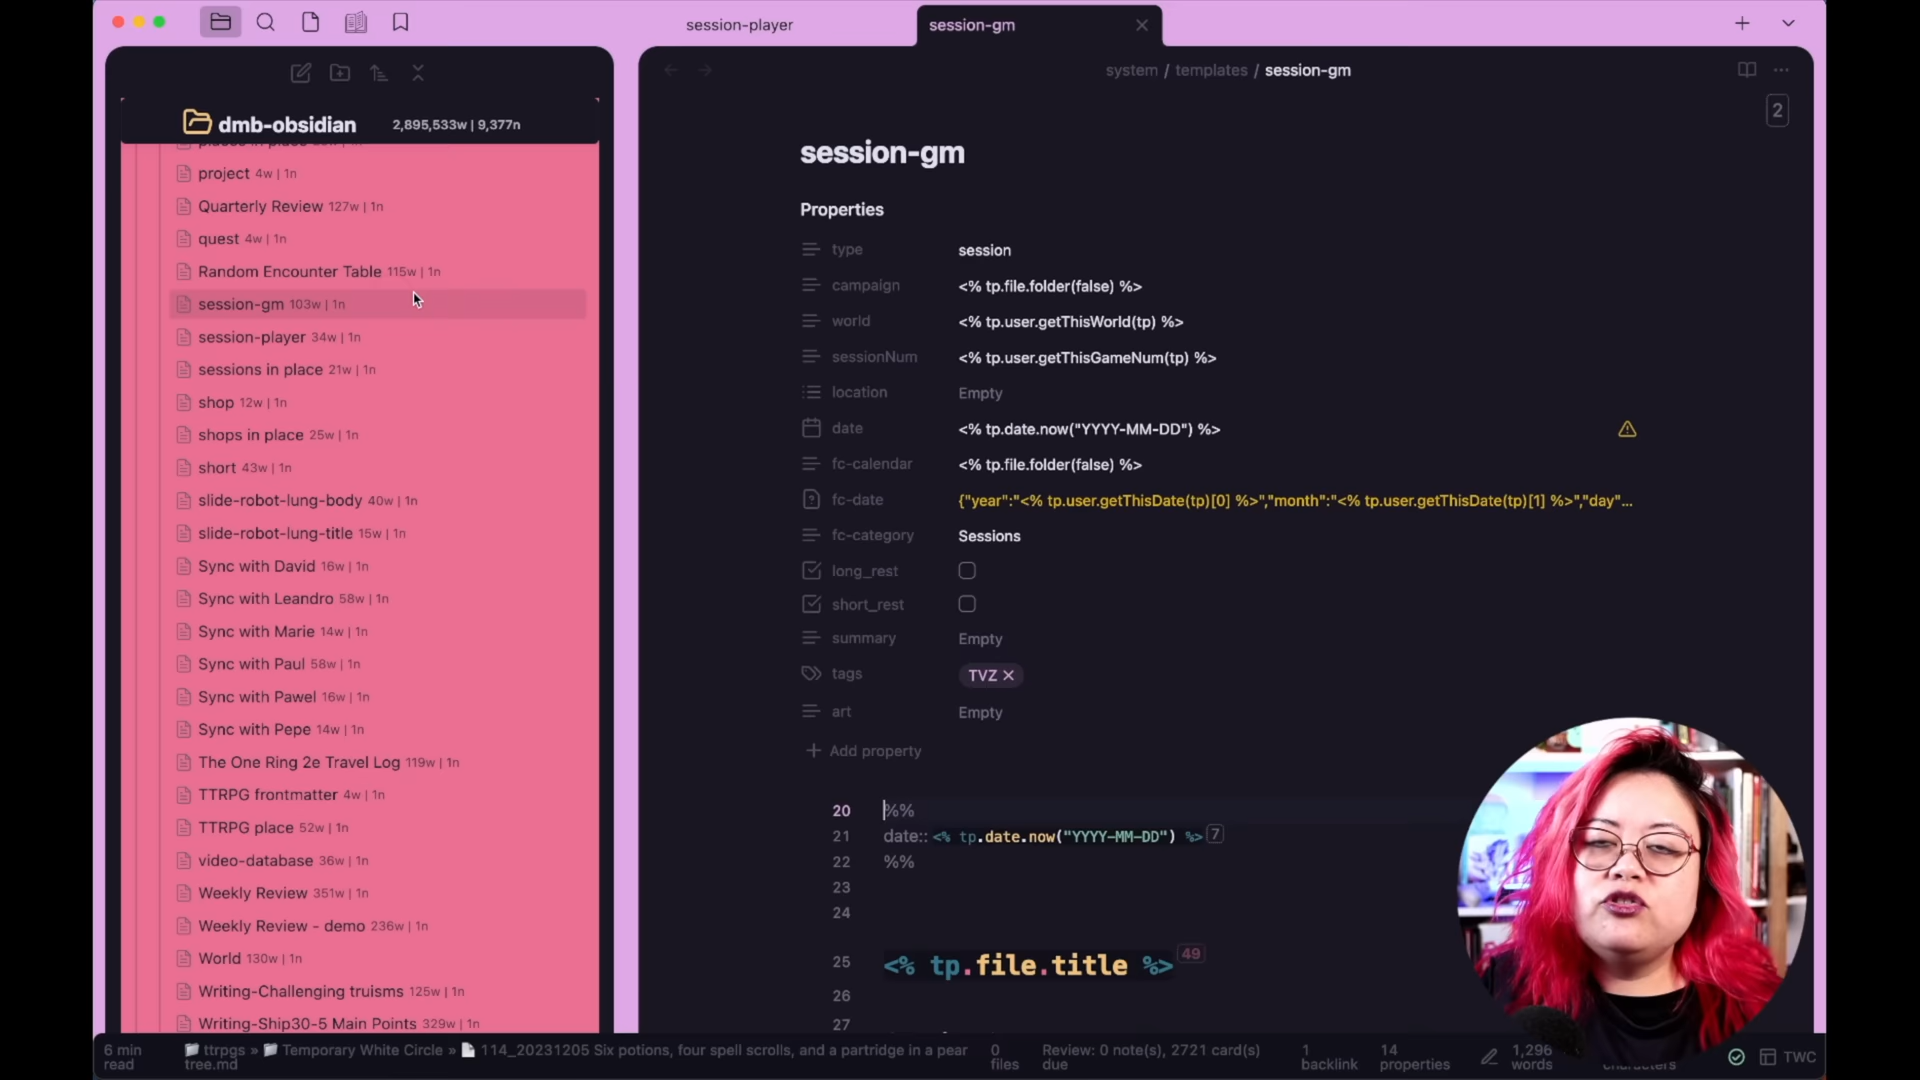 session-player
session-gm
system / templates / session-gm
dmb-obsidian 2,895,533w | 9,377n
project 4w | 1n
Quarterly Review 127w | 1n
quest 4w | 1n
Random Encounter Table 115w | 1n
session-gm 103w | 1n
session-player 34w | 1n
sessions in place 21w | 1n
shop 12w | 1n
shops in place 25w | 1n
short 43w | 1n
slide-robot-lung-body 40w | 1n
slide-robot-lung-title 15w | 1n
Sync with David 16w | 1n
Sync with Leandro 58w | 1n
Sync with Marie 14w | 1n
Sync with Paul 58w | 1n
Sync with Pawel 16w | 1n
Sync with Pepe 14w | 1n
The One Ring 2e Travel Log 119w | 1n
TTRPG frontmatter 4w | 1n
TTRPG place 52w | 1n
video-database 36w | 1n
Weekly Review 351w | 1n
Weekly Review - demo 236w | 1n
World 130w | 1n
Writing-Challenging truisms 125w | 1n
Writing-Ship30-5 Main Points 329w | 1n
2
session-gm
Properties
type session
campaign <% tp.file.folder(false) %>
world <% tp.user.getThisWorld(tp) %>
sessionNum <% tp.user.getThisGameNum(tp) %>
location Empty
date <% tp.date.now("YYYY-MM-DD") %>
fc-calendar <% tp.file.folder(false) %>
fc-date {"year":"<% tp.user.getThisDate(tp)[0] %>","month":"<% tp.user.getThisDate(tp)[1] %>","day"...
fc-category Sessions
long_rest
short_rest
summary Empty
tags TVZ
art Empty
Add property
20 %%
21 date:: <% tp.date.now("YYYY-MM-DD") %> 7
22 %%
23
24
25 <% tp.file.title %> 49
26
27
6 min read
ttrpgs » Temporary White Circle » 114_20231205 Six potions, four spell scrolls, and a partridge in a pear tree.md
0 files
Review: 0 note(s), 2721 card(s) due
1 backlink
14 properties
1,296 words
TWC